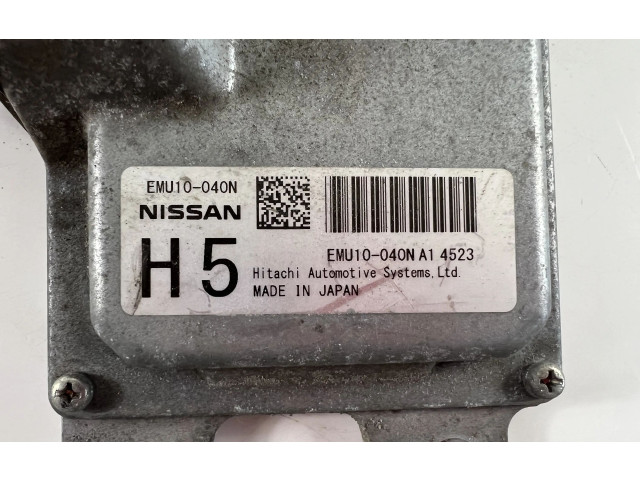 EMU10-040N
NISSAN
H5
EMU10-040N A1 4523
Hitachi Automotive Systems,Ltd.
MADE IN JAPAN